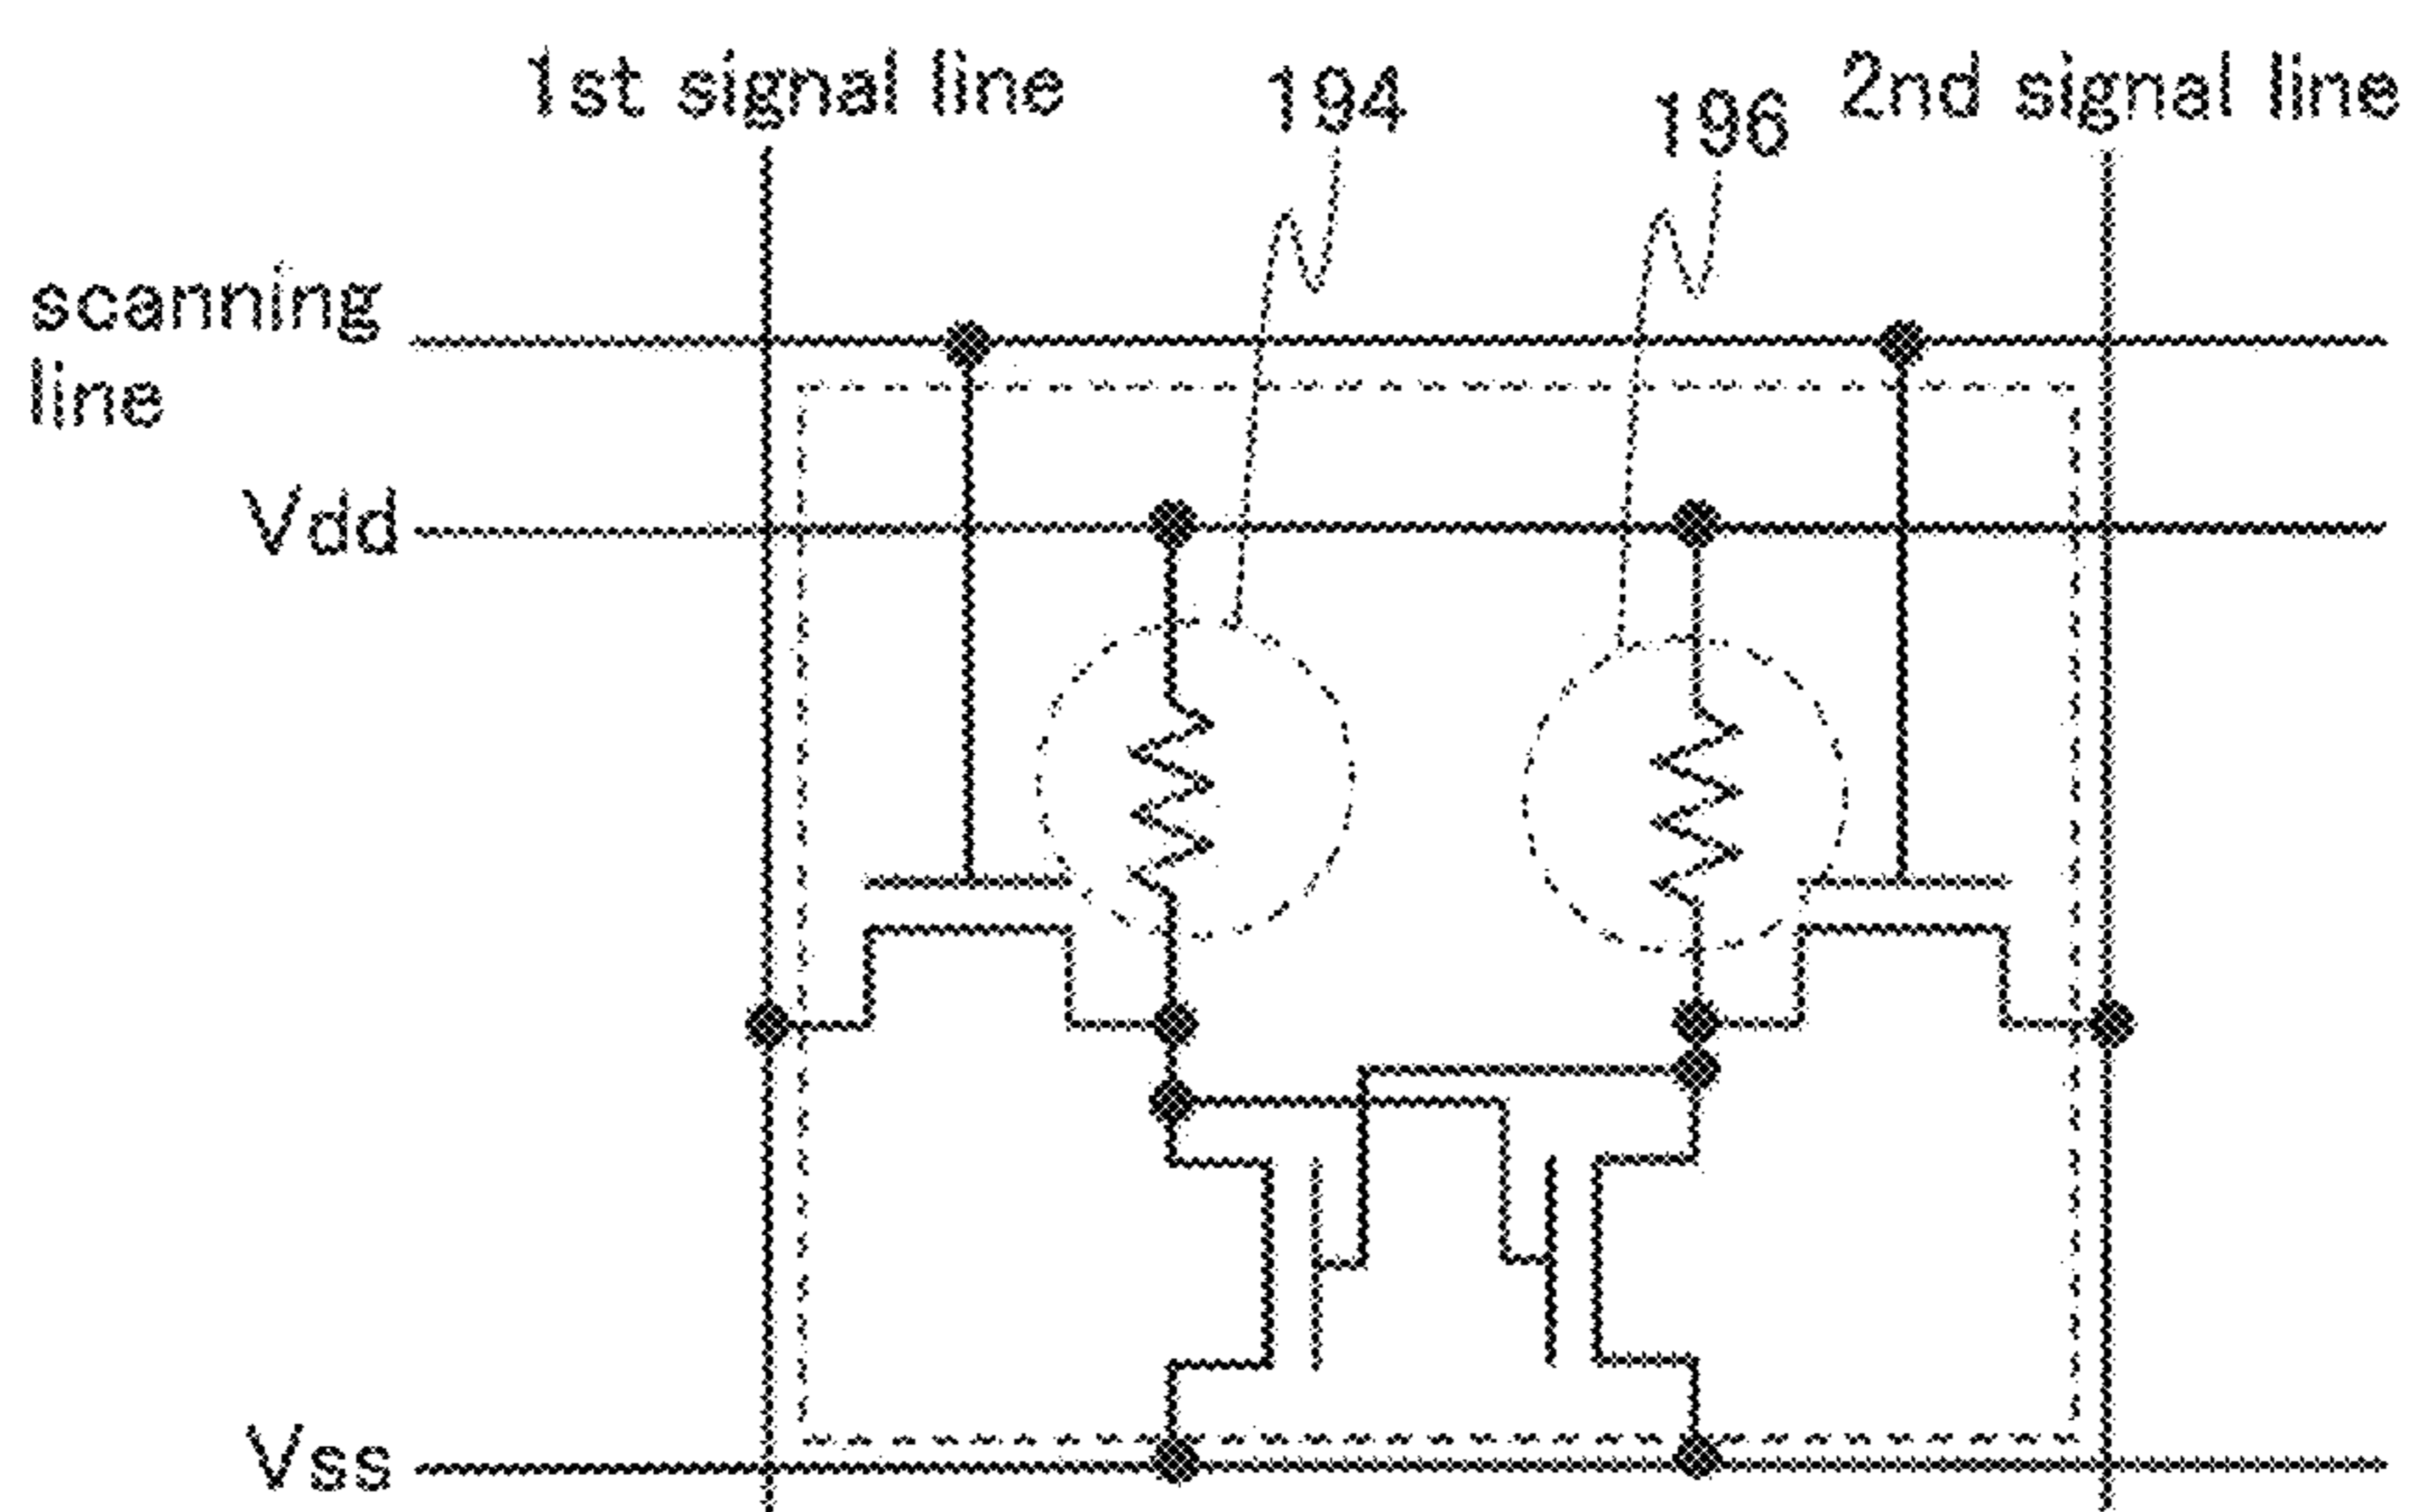 1st signal line
194
196
2nd signal line
scanning
line
Vdd
Vss